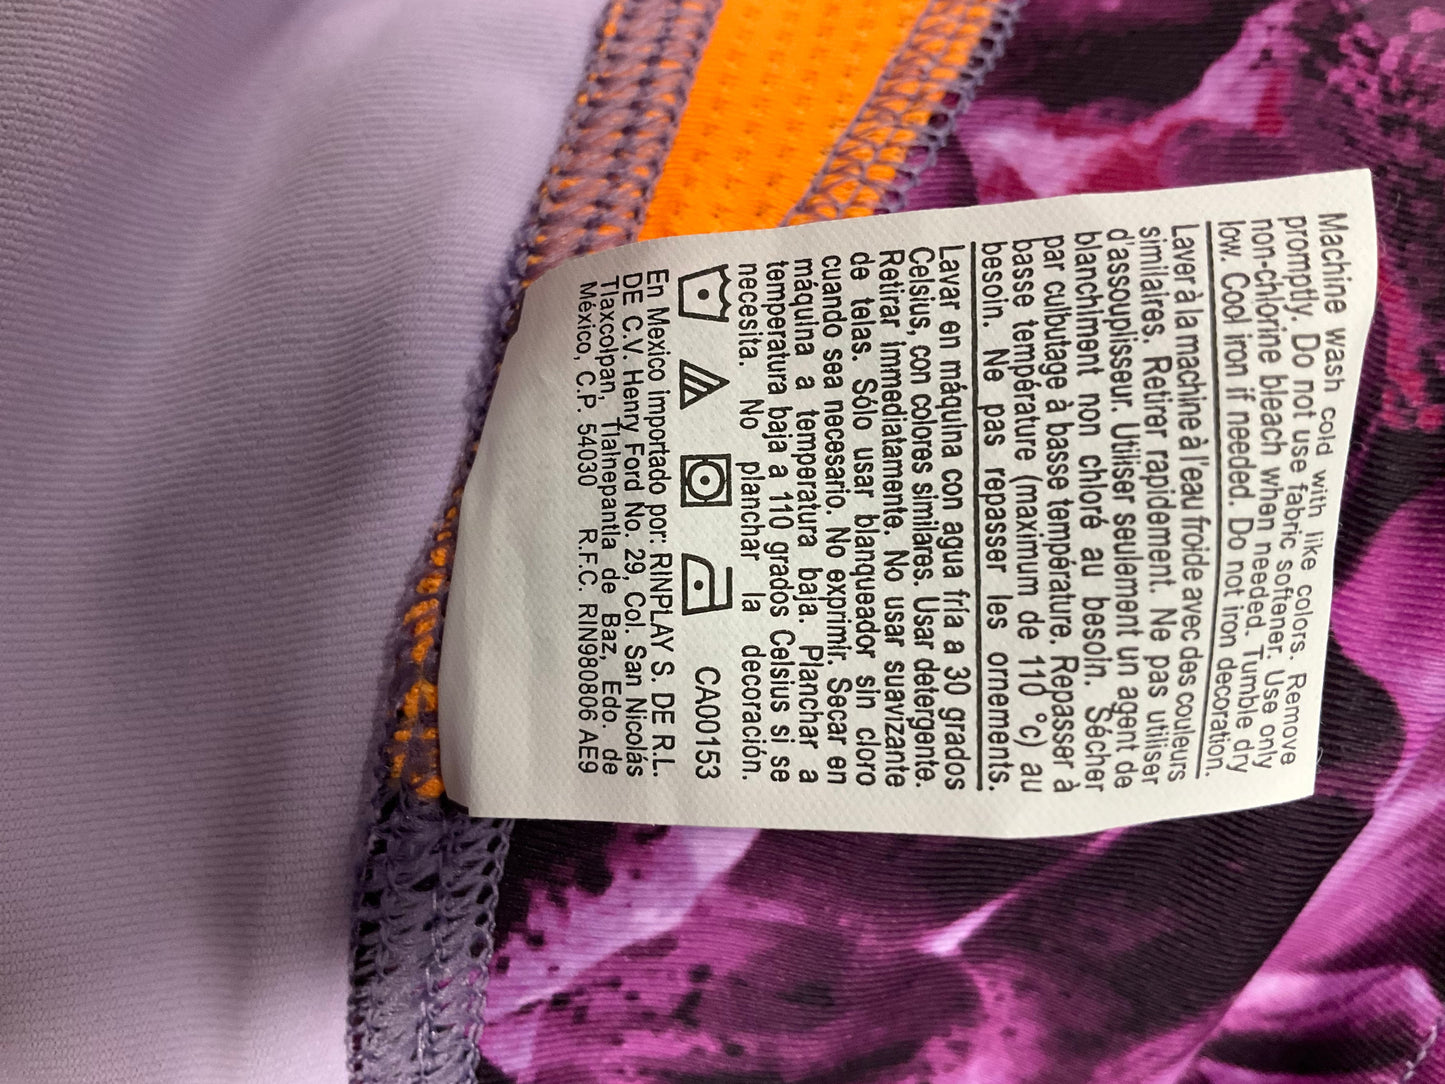 Machine wash cold with like colors. Remove
promptly. Do not use fabric softener. Use only
non-chlorine bleach when needed. Tumble dry
low. Cool iron if needed. Do not iron decoration.
Laver à la machine à l'eau froide avec des couleurs
similaires. Retirer rapidement. Ne pas utiliser
d'assouplisseur. Utiliser seulement un agent de
blanchiment non chloré au besoin. Sécher
par culbutage à basse température. Repasser à
basse température (maximum de 110 °c) au
besoin. Ne pas repasser les ornements.
Lavar en máquina con agua fría a 30 grados
Celsius, con colores similares. Usar detergente.
Retirar immediatamente. No usar suavizante
de telas. Sólo usar blanqueador sin cloro
cuando sea necesario. No exprimir. Secar en
máquina a temperatura baja. Planchar a
temperatura baja a 110 grados Celsius si se
necesita. No planchar la decoración.
CA00153
En Mexico importado por: RINPLAY S. DE R.L.
DE C.V. Henry Ford No. 29, Col. San Nicolás
Tlaxcolpan, Tlalnepantla de Baz, Edo. de
México, C.P. 54030 R.F.C. RIN980806 AE9